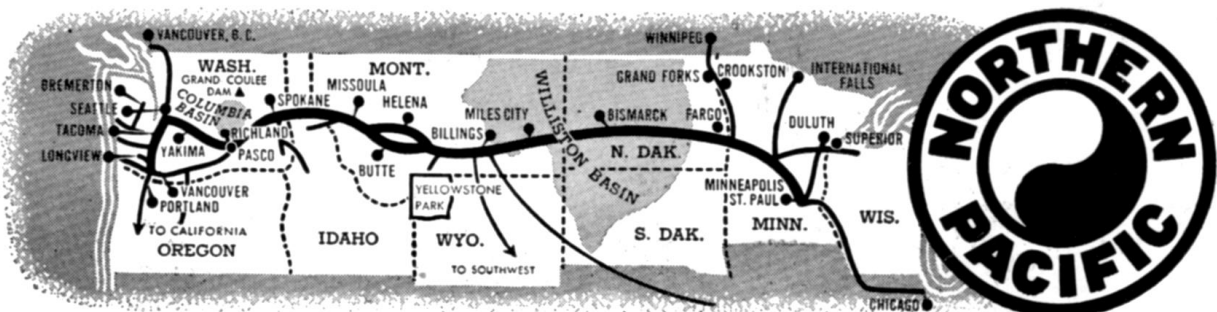 VANCOUVER, B. C.
WASH.
GRAND COULEE
DAM
COLUMBIA
BASIN
BREMERTON
SEATTLE
TACOMA
LONGVIEW
YAKIMA
RICHLAND
PASCO
SPOKANE
VANCOUVER
PORTLAND
TO CALIFORNIA
OREGON
IDAHO
MONT.
MISSOULA
HELENA
BUTTE
BILLINGS
MILES CITY
YELLOWSTONE
PARK
WYO.
TO SOUTHWEST
WILLISTON BASIN
BISMARCK
N. DAK.
S. DAK.
WINNIPEG
GRAND FORKS
CROOKSTON
FARGO
INTERNATIONAL
FALLS
DULUTH
SUPERIOR
MINNEAPOLIS
ST. PAUL
MINN.
WIS.
CHICAGO
NORTHERN
PACIFIC